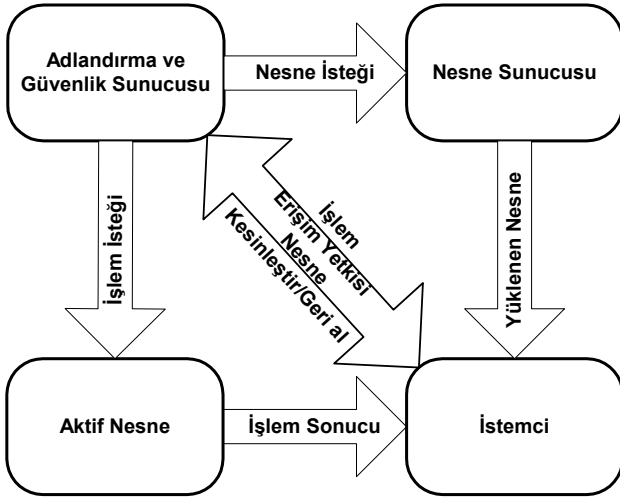 Adlandırma ve
Güvenlik Sunucusu
Nesne İsteği
Nesne Sunucusu
İşlem İsteği
İşlem
Erişim Yetkisi
Nesne
Kesinleştir/Geri al
Yüklenen Nesne
Aktif Nesne
İşlem Sonucu
İstemci